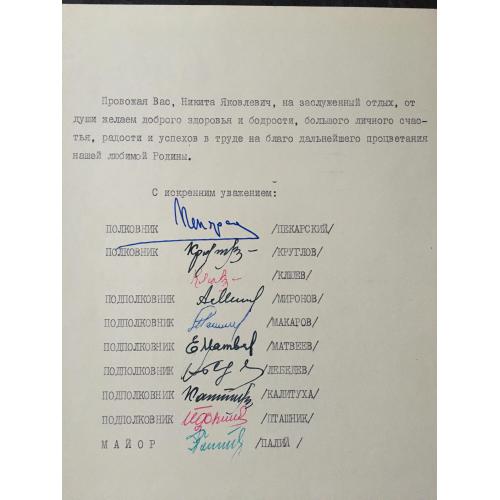 Провожая Вас, Никита Яковлевич, на заслуженный отдых, от
души желаем доброго здоровья и бодрости, большого личного счас-
тья, радости и успехов в труде на благо дальнейшего процветания
нашей любимой Родины.
С искренним уважением:
ПОЛКОВНИК /ПЕКАРСКИЙ/
ПОЛКОВНИК /КРУГЛОВ/
/КЛЮЕВ/
ПОДПОЛКОВНИК /МИРОНОВ/
ПОДПОЛКОВНИК /МАКАРОВ/
ПОДПОЛКОВНИК /МАТВЕЕВ/
ПОДПОЛКОВНИК /ЛЕБЕДЕВ/
ПОДПОЛКОВНИК /КАЛИТУХА/
ПОДПОЛКОВНИК /ПТАШНИК/
М А Й О Р /ПАЛИЙ /